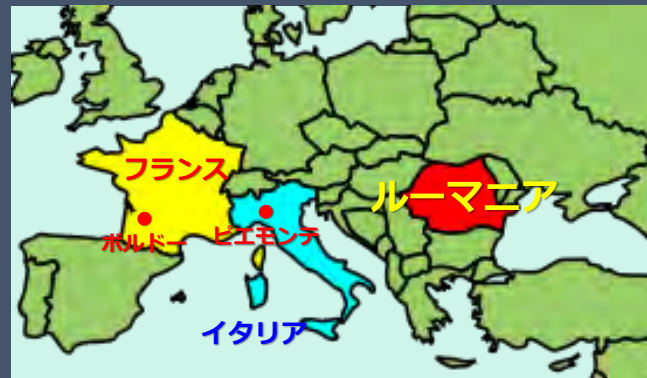 フランス
ルーマニア
ボルドー
ピエモンテ
イタリア